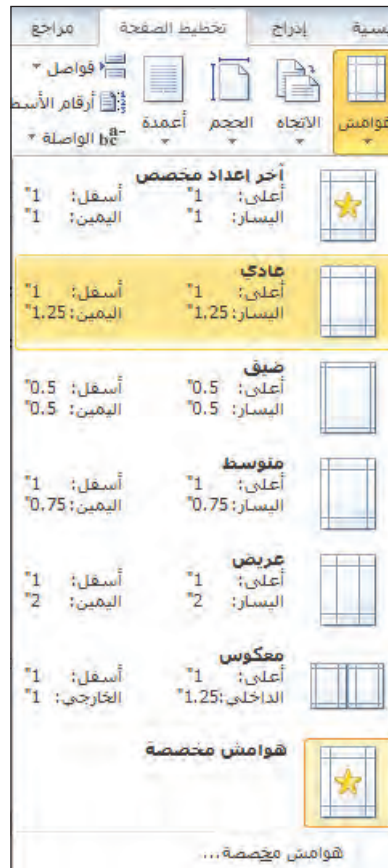 إدراج تخطيط الصفحة مراجع
هوامش الاتجاه الحجم أعمدة
فواصل
أرقام الأسط
الواصلة
آخر إعداد مخصص
أعلى: 1" أسفل: 1"
اليسار: 1" اليمين: 1"
عادي
أعلى: 1" أسفل: 1"
اليسار: 1.25" اليمين: 1.25"
ضيق
أعلى: 0.5" أسفل: 0.5"
اليسار: 0.5" اليمين: 0.5"
متوسط
أعلى: 1" أسفل: 1"
اليسار: 0.75" اليمين: 0.75"
عريض
أعلى: 1" أسفل: 1"
اليسار: 2" اليمين: 2"
معكوس
أعلى: 1" أسفل: 1"
الداخلي: 1.25" الخارجي: 1"
هوامش مخصصة
هوامش مخصصة...